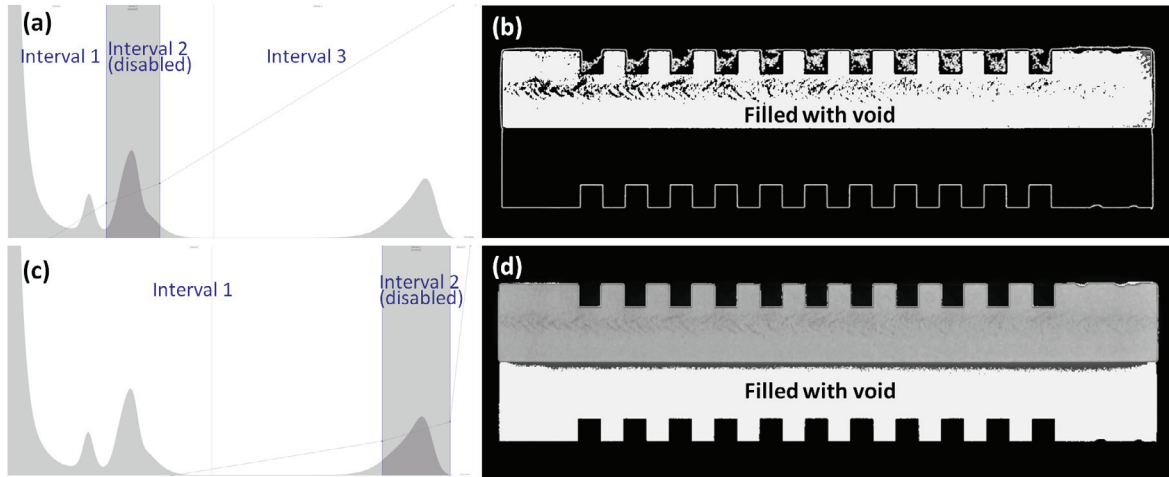 (a)
Interval 1
Interval 2
(disabled)
Interval 3
(b)
Filled with void
(c)
Interval 1
Interval 2
(disabled)
(d)
Filled with void